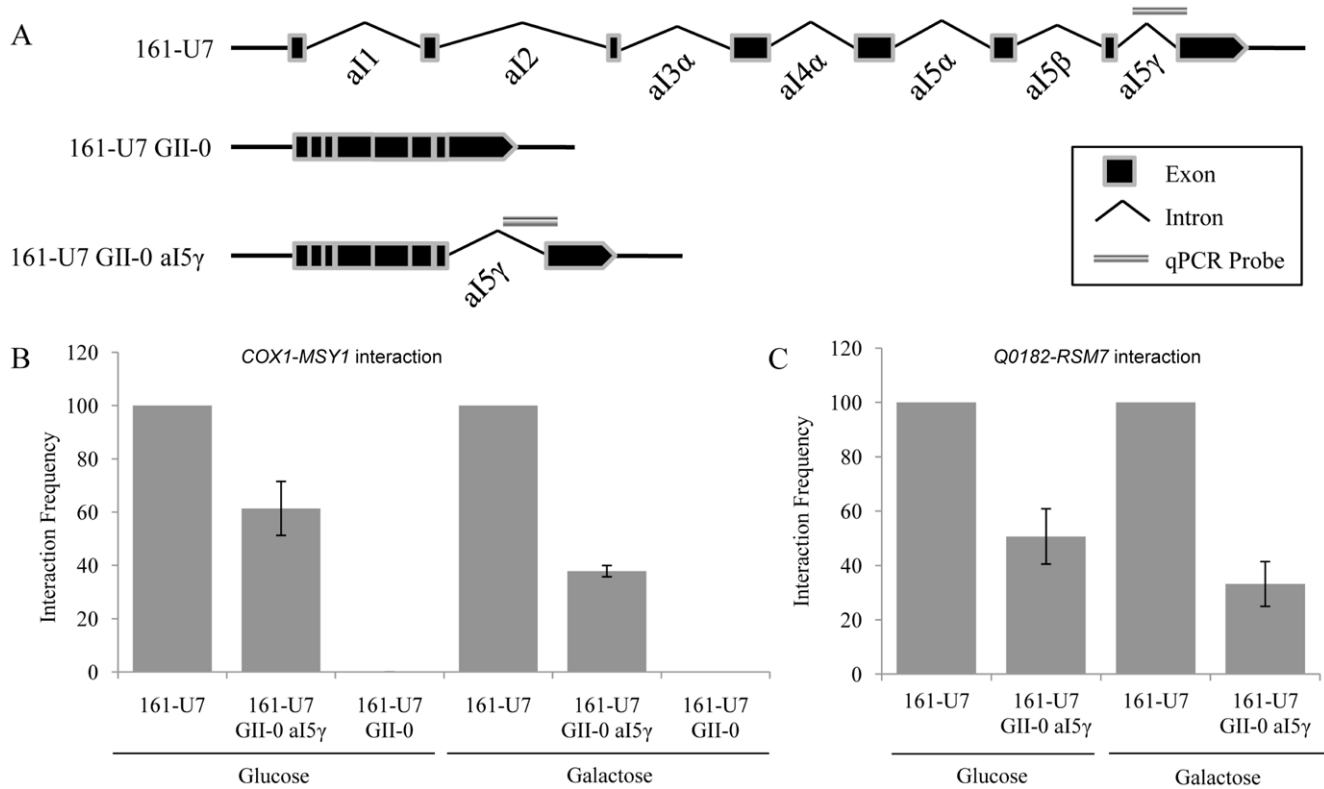 A
161-U7
aI1
aI2
aI3α
aI4α
aI5α
aI5β
aI5γ
161-U7 GII-0
161-U7 GII-0 aI5γ
aI5γ
Exon
Intron
qPCR Probe
B
COX1-MSY1 interaction
Interaction Frequency
120
100
80
60
40
20
0
161-U7
161-U7
GII-0 aI5γ
161-U7
GII-0
161-U7
161-U7
GII-0 aI5γ
161-U7
GII-0
Glucose
Galactose
C
Q0182-RSM7 interaction
Interaction Frequency
120
100
80
60
40
20
0
161-U7
161-U7
GII-0 aI5γ
161-U7
161-U7
GII-0 aI5γ
Glucose
Galactose